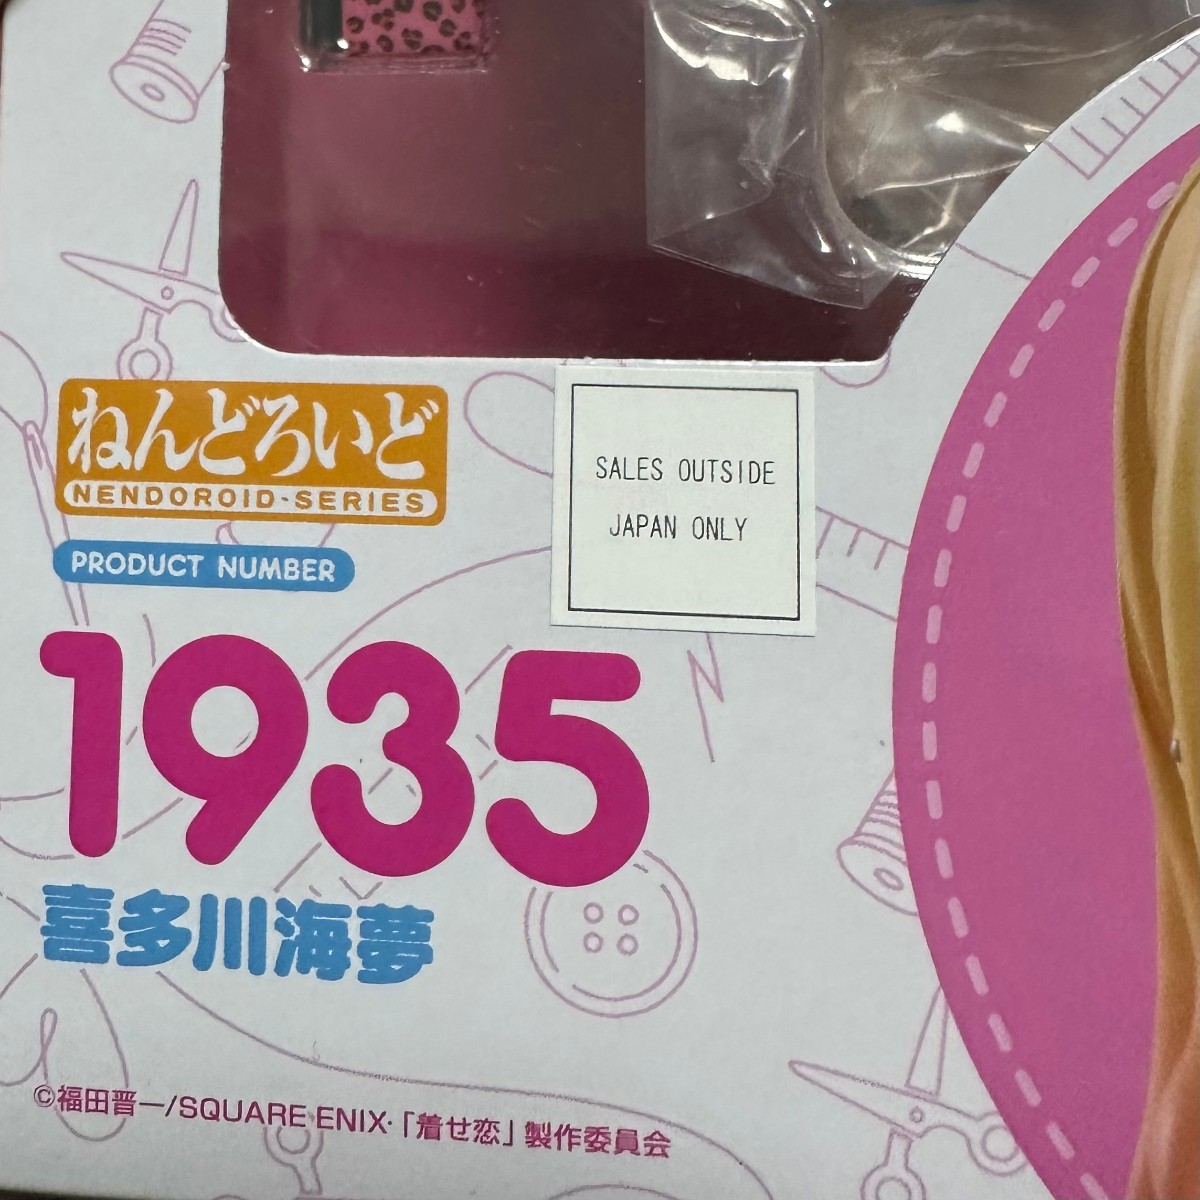 ねんどろいど
NENDOROID-SERIES
PRODUCT NUMBER
SALES OUTSIDE
JAPAN ONLY
1935
喜多川海夢
©福田晋一/SQUARE ENIX・「着せ恋」製作委員会